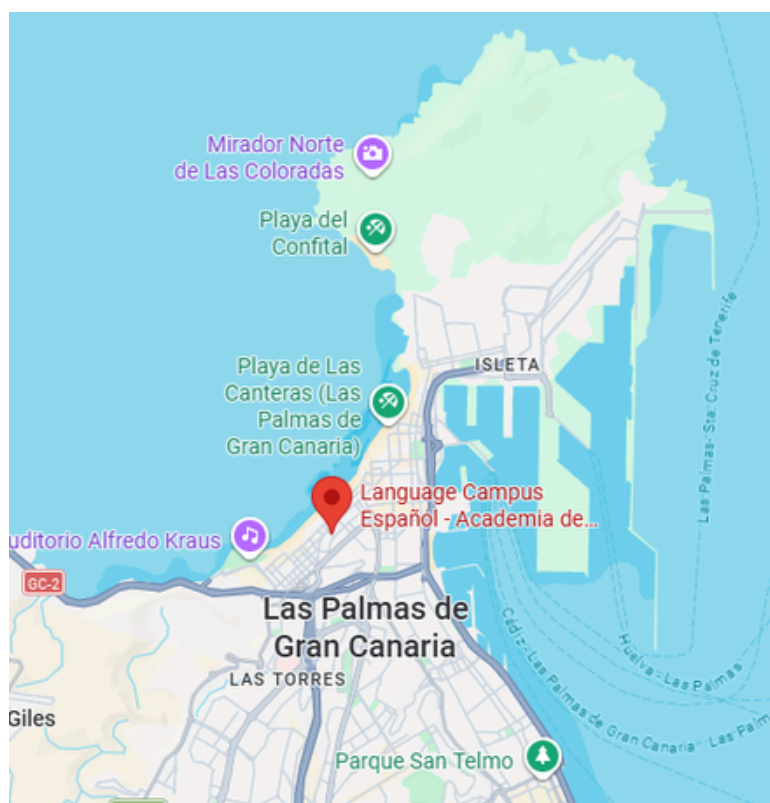 Mirador Norte
de Las Coloradas
Playa del
Confital
Playa de Las
Canteras (Las
Palmas de
Gran Canaria)
ISLETA
Las Palmas- Sta. Cruz de Tenerife
Language Campus
Español - Academia de...
uditorio Alfredo Kraus
GC-2
Las Palmas de
Gran Canaria
LAS TORRES
Giles
Huelva - Las Palmas
Cádiz - Las Palmas de Gran Canaria - Las Palm
Parque San Telmo